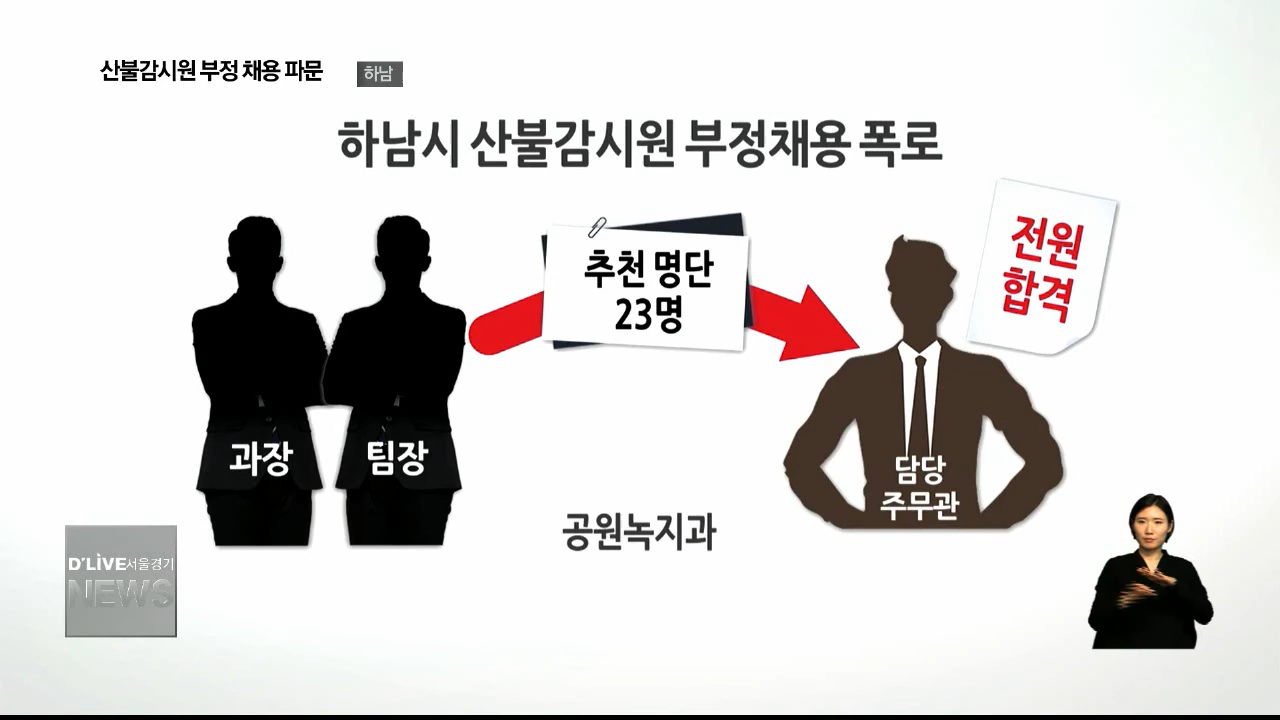 산불감시원 부정 채용 파문
하남
하남시 산불감시원 부정채용 폭로
추천 명단
23명
전원
합격
과장
팀장
담당
주무관
공원녹지과
D'LIVE서울경기
NEWS